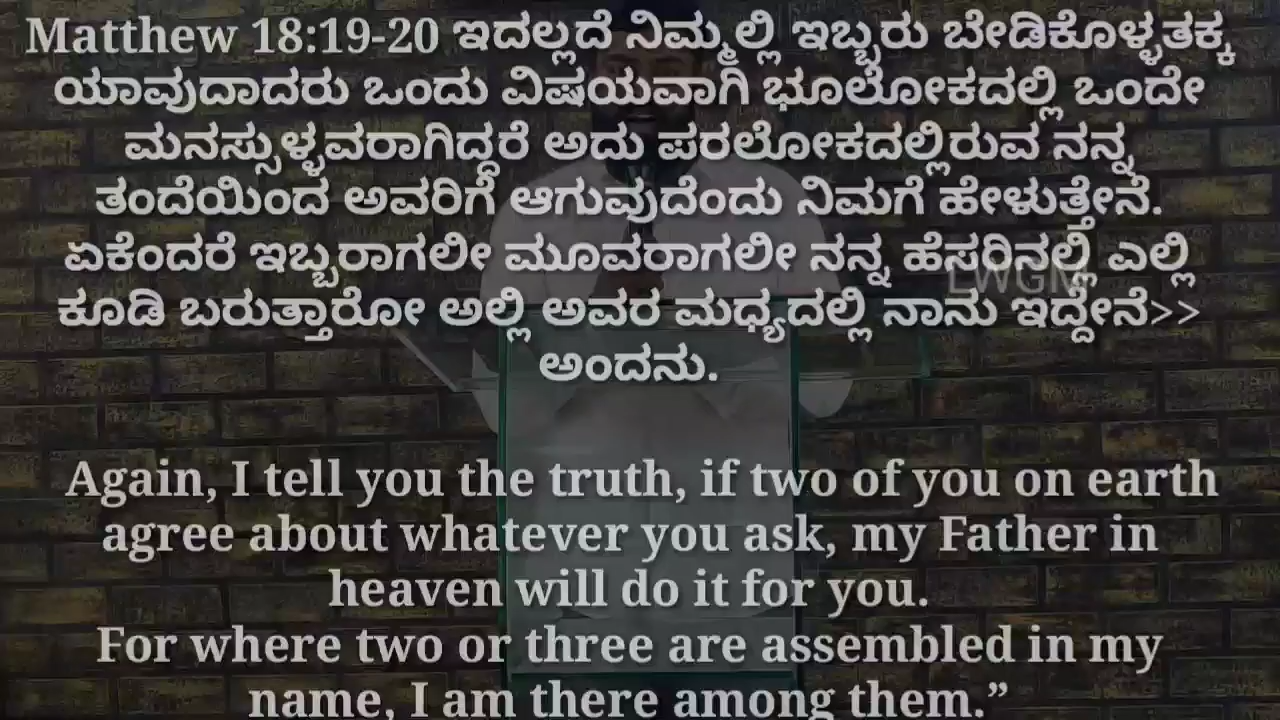 Matthew 18:19-20 ಇದಲ್ಲದೆ ನಿಮ್ಮಲ್ಲಿ ಇಬ್ಬರು ಬೇಡಿಕೊಳ್ಳತಕ್ಕ
ಯಾವುದಾದರು ಒಂದು ವಿಷಯವಾಗಿ ಭೂಲೋಕದಲ್ಲಿ ಒಂದೇ
ಮನಸ್ಸುಳ್ಳವರಾಗಿದ್ದರೆ ಅದು ಪರಲೋಕದಲ್ಲಿರುವ ನನ್ನ
ತಂದೆಯಿಂದ ಅವರಿಗೆ ಆಗುವುದೆಂದು ನಿಮಗೆ ಹೇಳುತ್ತೇನೆ.
ಏಕೆಂದರೆ ಇಬ್ಬರಾಗಲೀ ಮೂವರಾಗಲೀ ನನ್ನ ಹೆಸರಿನಲ್ಲಿ ಎಲ್ಲಿ
LWGM
ಕೂಡಿ ಬರುತ್ತಾರೋ ಅಲ್ಲಿ ಅವರ ಮಧ್ಯದಲ್ಲಿ ನಾನು ಇದ್ದೇನೆ>>
ಅಂದನು.
Again, I tell you the truth, if two of you on earth
agree about whatever you ask, my Father in
heaven will do it for you.
For where two or three are assembled in my
name, I am there among them.”